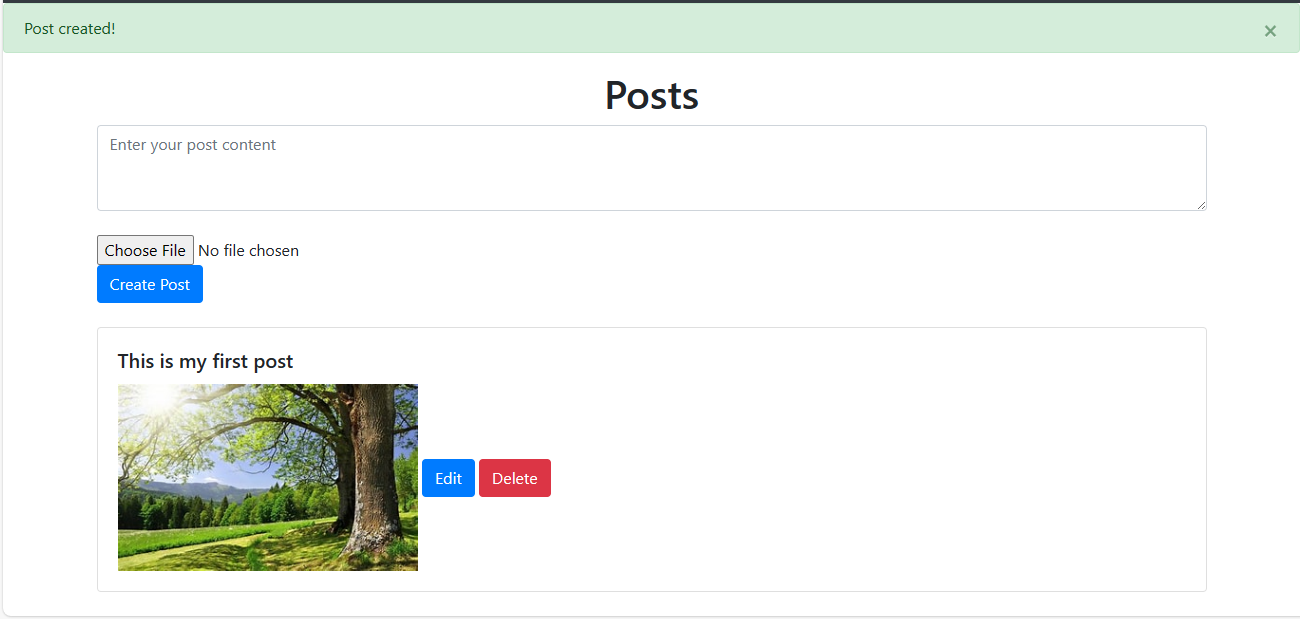 Post created!
×
Posts
Enter your post content
Choose File No file chosen
Create Post
This is my first post
Edit Delete